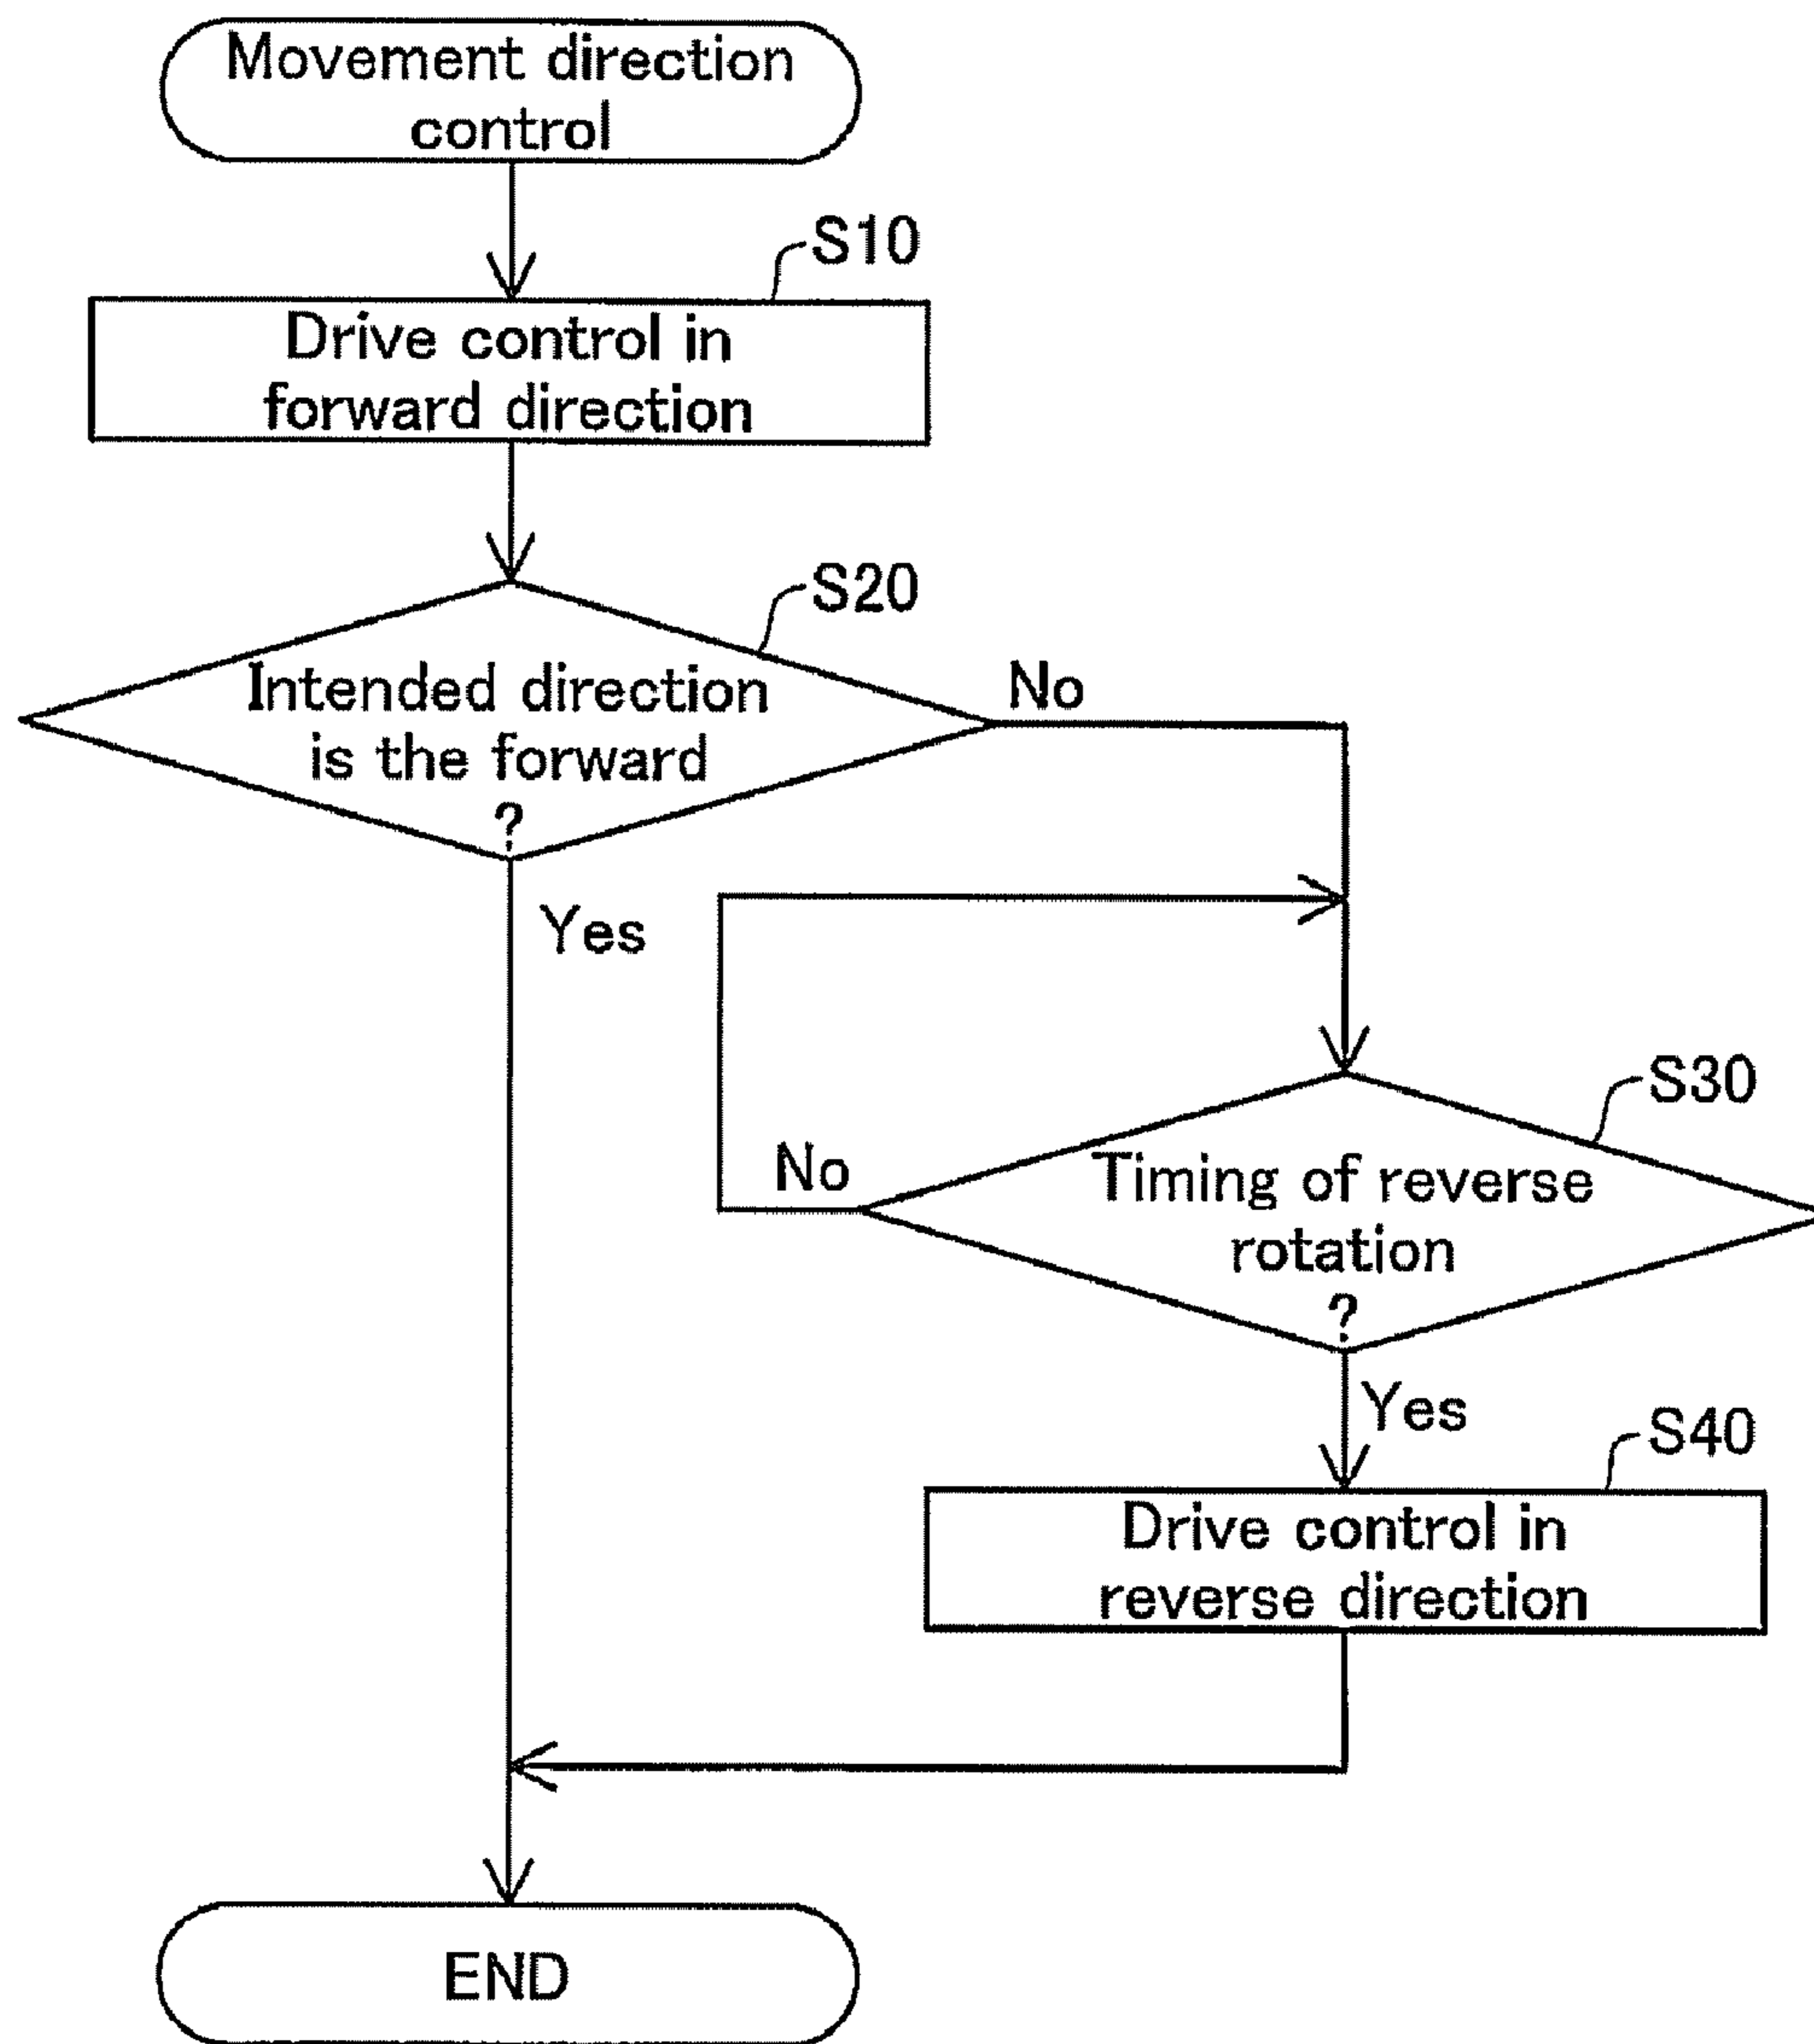 Movement direction
control
S10
Drive control in
forward direction
S20
Intended direction
is the forward
?
No
Yes
S30
No
Timing of reverse
rotation
?
Yes
S40
Drive control in
reverse direction
END